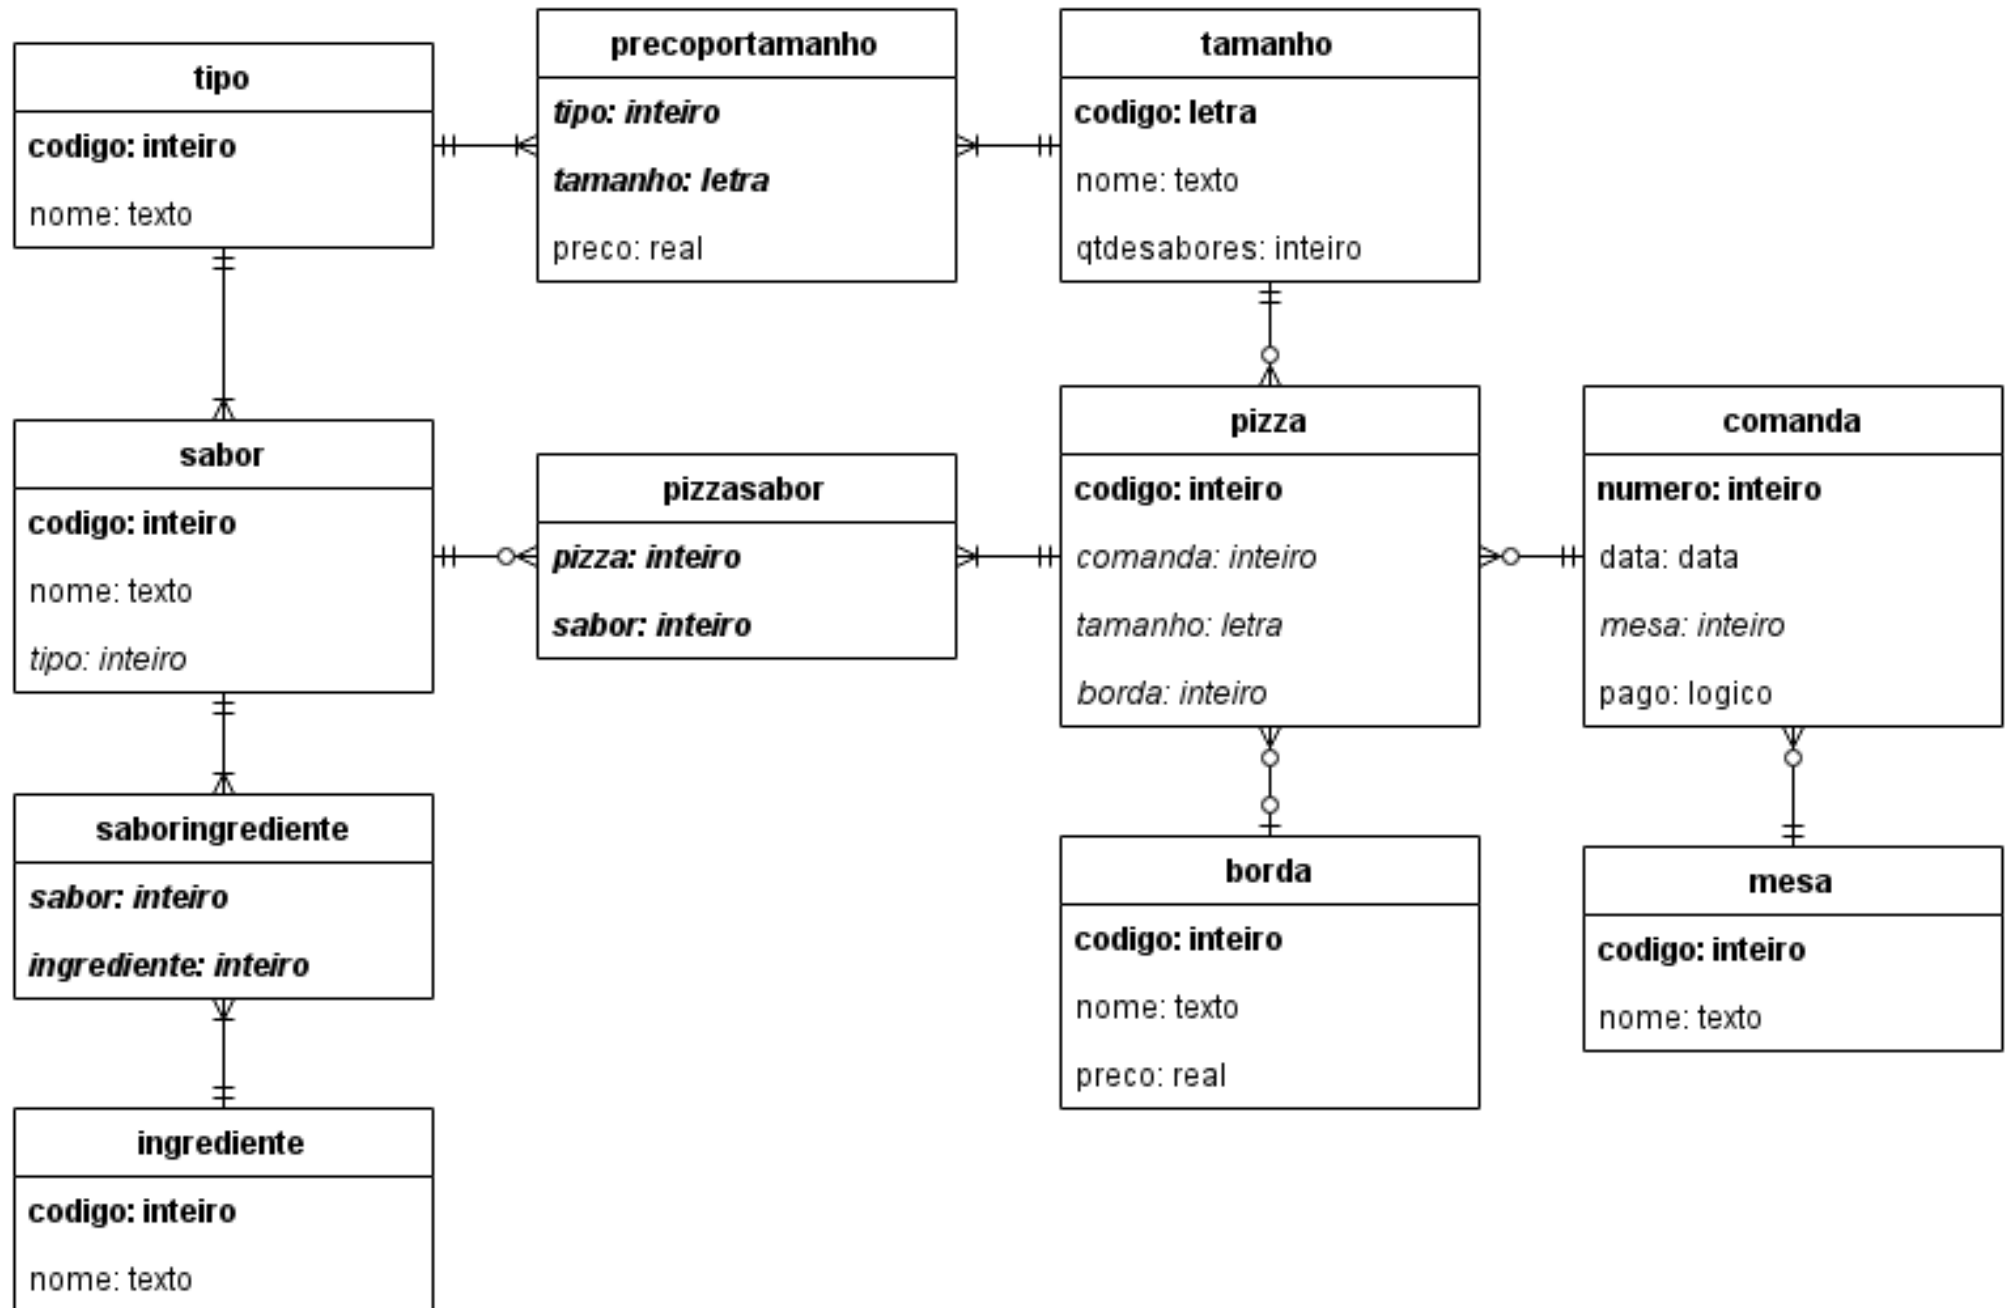 tipo
codigo: inteiro
nome: texto
precoportamanho
tipo: inteiro
tamanho: letra
preco: real
tamanho
codigo: letra
nome: texto
qtdesabores: inteiro
sabor
codigo: inteiro
nome: texto
tipo: inteiro
pizzasabor
pizza: inteiro
sabor: inteiro
pizza
codigo: inteiro
comanda: inteiro
tamanho: letra
borda: inteiro
comanda
numero: inteiro
data: data
mesa: inteiro
pago: logico
saboringrediente
sabor: inteiro
ingrediente: inteiro
borda
codigo: inteiro
nome: texto
preco: real
mesa
codigo: inteiro
nome: texto
ingrediente
codigo: inteiro
nome: texto